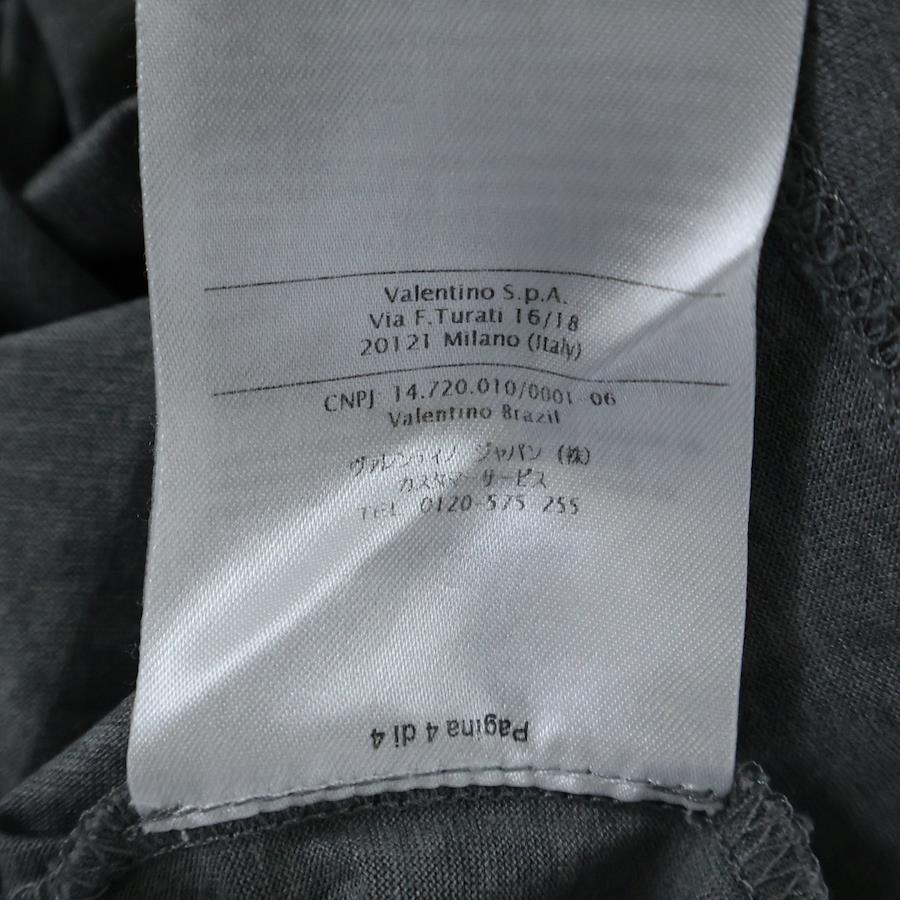 Valentino S.p.A.
Via F.Turati 16/18
20121 Milano (Italy)
CNPJ 14.720.010/0001 06
Valentino Brazil
ヴァレンティノ ジャパン (株)
カスタマーサービス
TEL 0120-575 255
Pagina 4 di 4